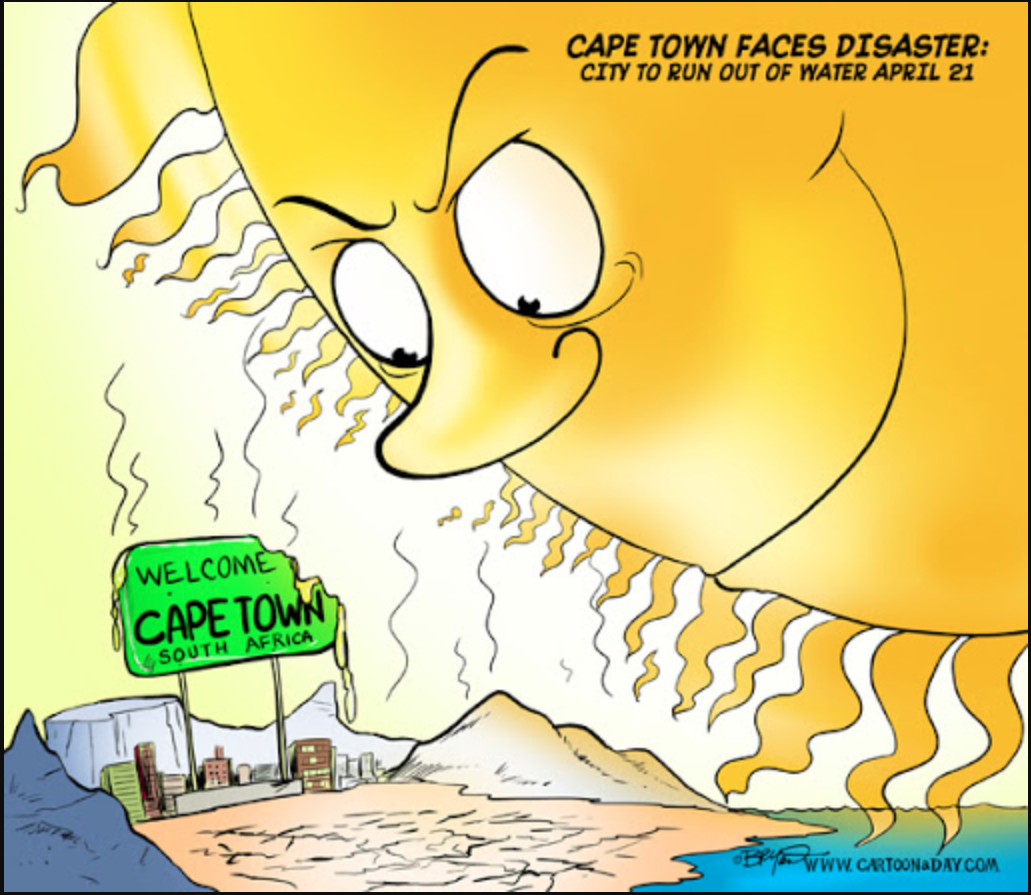 CAPE TOWN FACES DISASTER:
CITY TO RUN OUT OF WATER APRIL 21
WELCOME
CAPE TOWN
SOUTH AFRICA
©BRYANT WWW.CARTOONADAY.COM